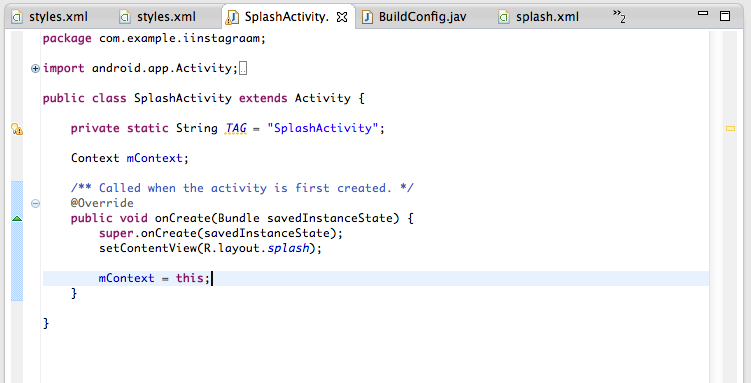 styles.xml styles.xml SplashActivity. BuildConfig.jav splash.xml »2
package com.example.iinstagraam;
import android.app.Activity;
public class SplashActivity extends Activity {
private static String TAG = "SplashActivity";
Context mContext;
/** Called when the activity is first created. */
@Override
public void onCreate(Bundle savedInstanceState) {
super.onCreate(savedInstanceState);
setContentView(R.layout.splash);
mContext = this;
}
}